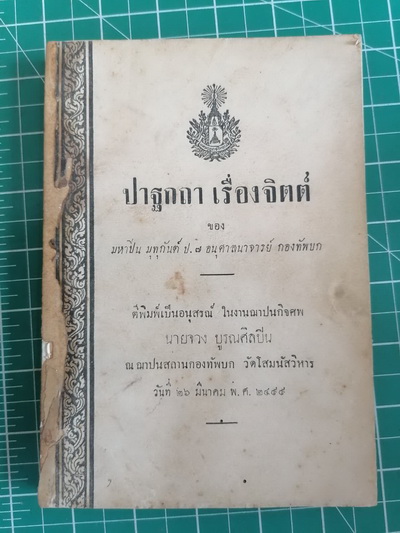 ปาฐกถา เรื่องจิตต์
ของ
มหาปิ่น มุทุกันต์ ป. ๗ อนุศาสนาจารย์ กองทัพบก
ตีพิมพ์เป็นอนุสรณ์ ในงานฌาปนกิจศพ
นายจวง บูรณศิลปิน
ณ ฌาปนสถานกองทัพบก วัดโสมนัสวิหาร
วันที่ ๒๖ มีนาคม พ.ศ. ๒๔๙๕